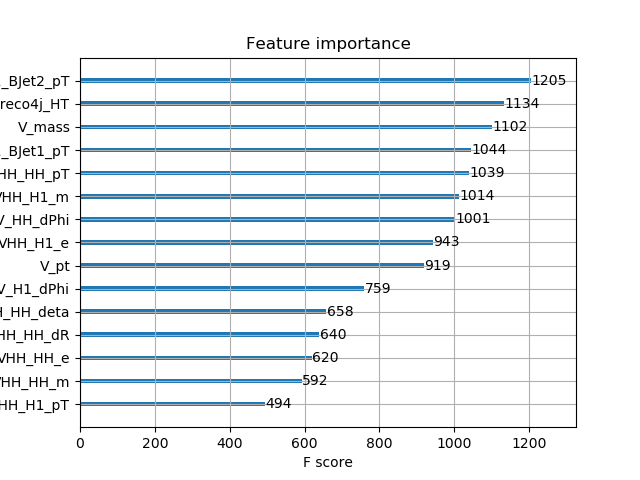 Feature importance
_BJet2_pT 1205
reco4j_HT 1134
V_mass 1102
_BJet1_pT 1044
HH_HH_pT 1039
VHH_H1_m 1014
V_HH_dPhi 1001
VHH_H1_e 943
V_pt 919
V_H1_dPhi 759
H_HH_deta 658
HH_HH_dR 640
VHH_HH_e 620
VHH_HH_m 592
HH_H1_pT 494
0 200 400 600 800 1000 1200
F score